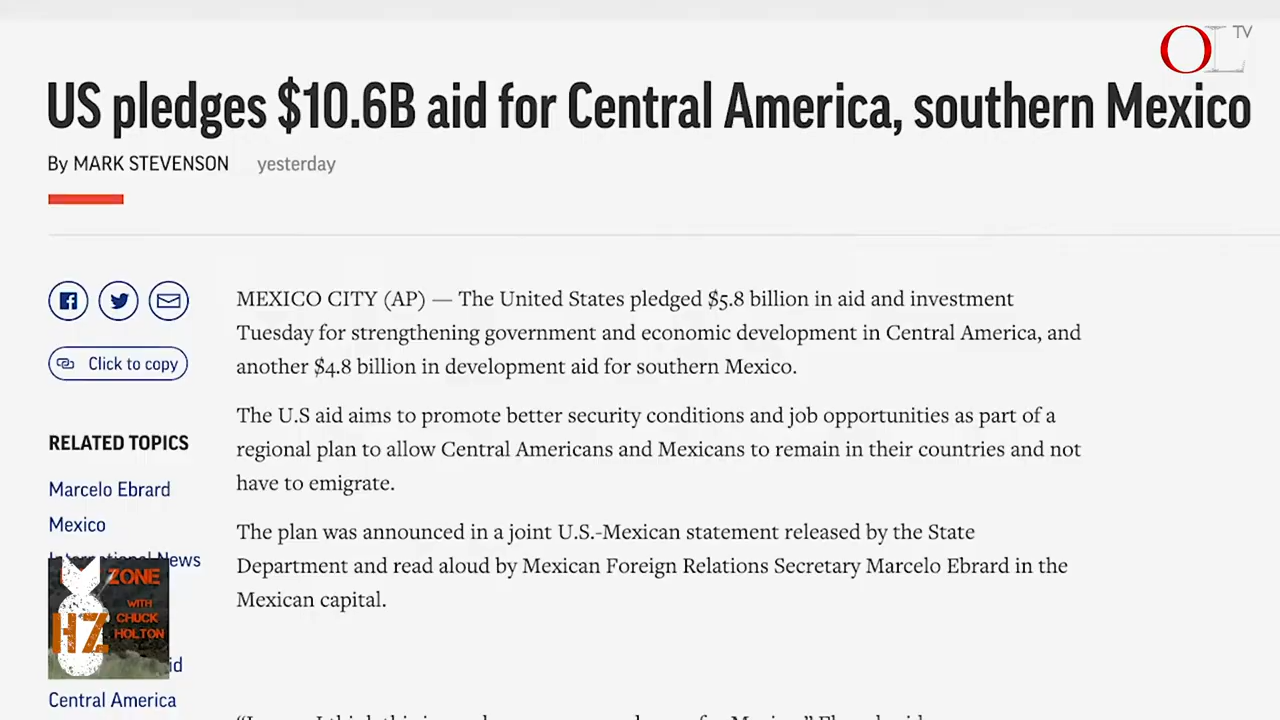 OL TV
US pledges $10.6B aid for Central America, southern Mexico
By MARK STEVENSON yesterday
Click to copy
RELATED TOPICS
Marcelo Ebrard
Mexico
International News
Central America
MEXICO CITY (AP) — The United States pledged $5.8 billion in aid and investment
Tuesday for strengthening government and economic development in Central America, and
another $4.8 billion in development aid for southern Mexico.
The U.S aid aims to promote better security conditions and job opportunities as part of a
regional plan to allow Central Americans and Mexicans to remain in their countries and not
have to emigrate.
The plan was announced in a joint U.S.-Mexican statement released by the State
Department and read aloud by Mexican Foreign Relations Secretary Marcelo Ebrard in the
Mexican capital.
ZONE
WITH
CHUCK
HOLTON
HZ